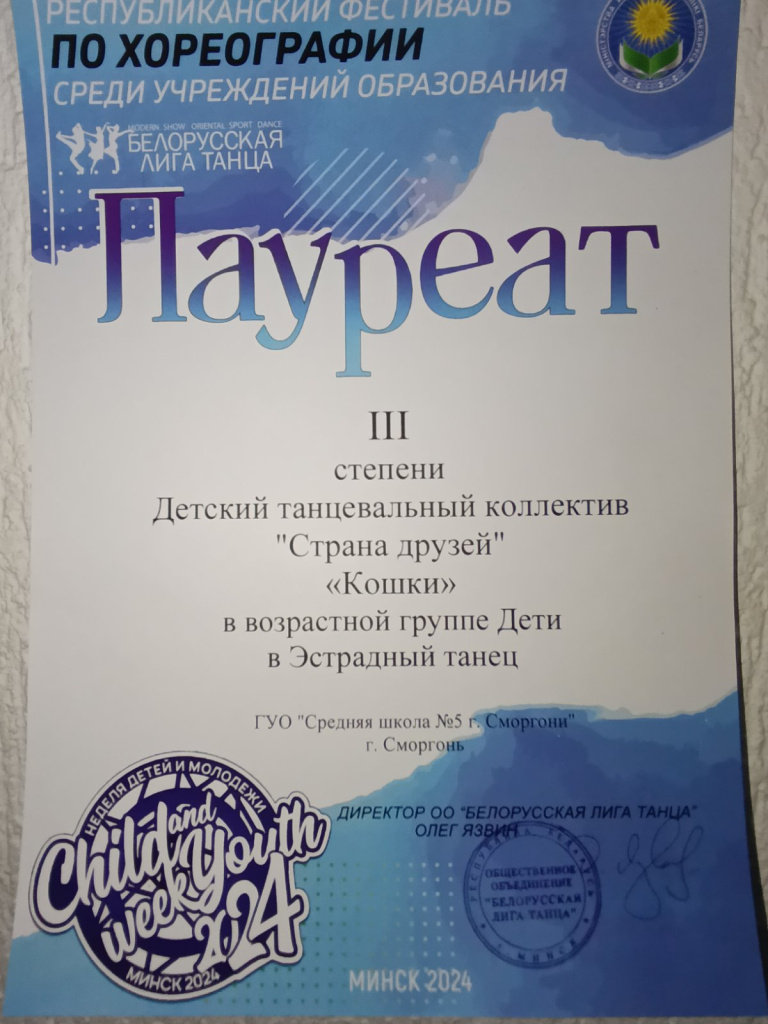 РЕСПУБЛИКАНСКИЙ ФЕСТИВАЛЬ
ПО ХОРЕОГРАФИИ
СРЕДИ УЧРЕЖДЕНИЙ ОБРАЗОВАНИЯ
MODERN SHOW ORIENTAL SPORT DANCE
БЕЛОРУССКАЯ
ЛИГА ТАНЦА
Лауреат
III
степени
Детский танцевальный коллектив
"Страна друзей"
«Кошки»
в возрастной группе Дети
в Эстрадный танец
ГУО "Средняя школа №5 г. Сморгони"
г. Сморгонь
НЕДЕЛЯ ДЕТЕЙ И МОЛОДЕЖИ
Child and Youth
week 2024
МИНСК 2024
ДИРЕКТОР ОО "БЕЛОРУССКАЯ ЛИГА ТАНЦА"
ОЛЕГ ЯЗВИН
ОБЩЕСТВЕННОЕ
ОБЪЕДИНЕНИЕ
"БЕЛОРУССКАЯ
ЛИГА ТАНЦА"
МИНСК
МИНСК 2024